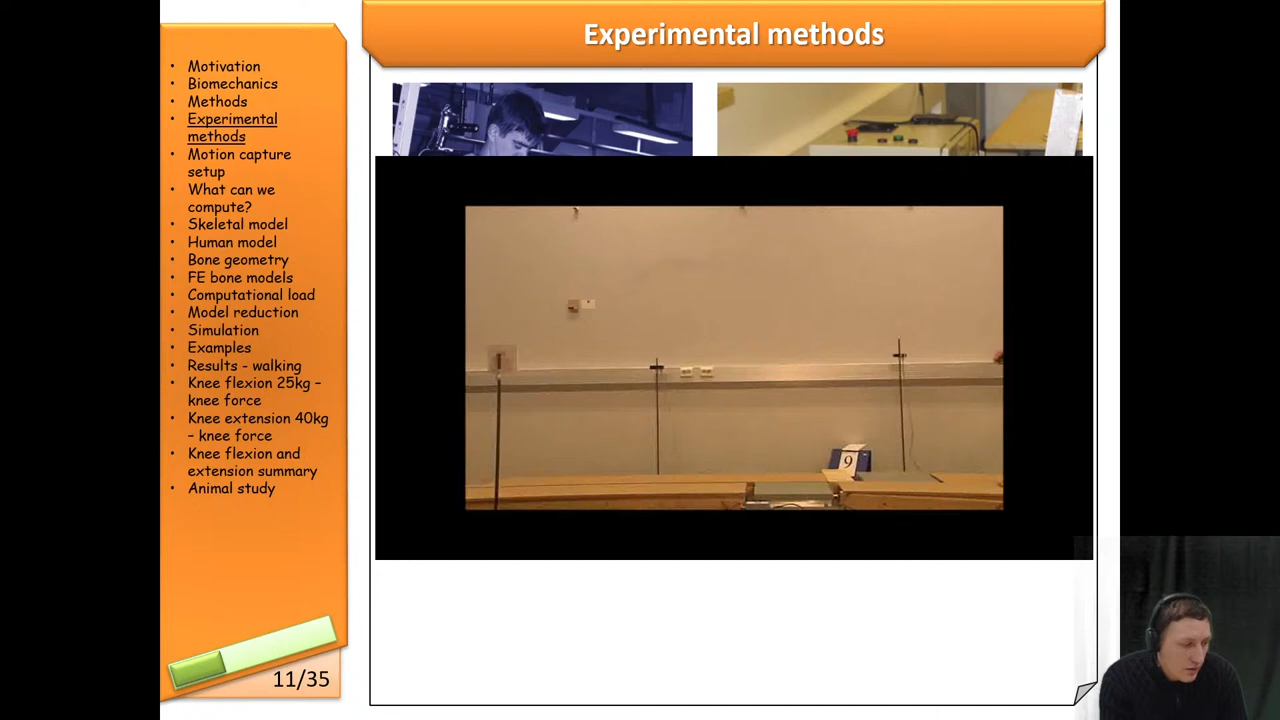 Experimental methods
• Motivation
• Biomechanics
• Methods
• Experimental
methods
• Motion capture
setup
• What can we
compute?
• Skeletal model
• Human model
• Bone geometry
• FE bone models
• Computational load
• Model reduction
• Simulation
• Examples
• Results - walking
• Knee flexion 25kg –
knee force
• Knee extension 40kg
– knee force
• Knee flexion and
extension summary
• Animal study
9
11/35